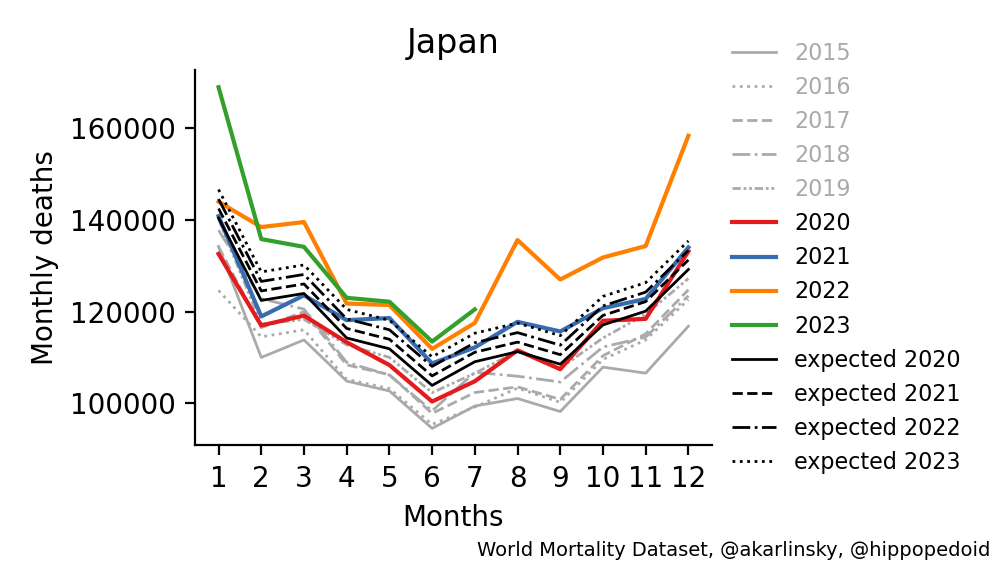 Japan
Monthly deaths
160000
140000
120000
100000
1 2 3 4 5 6 7 8 9 10 11 12
Months
2015
2016
2017
2018
2019
2020
2021
2022
2023
expected 2020
expected 2021
expected 2022
expected 2023
World Mortality Dataset, @akarlinsky, @hippopedoid